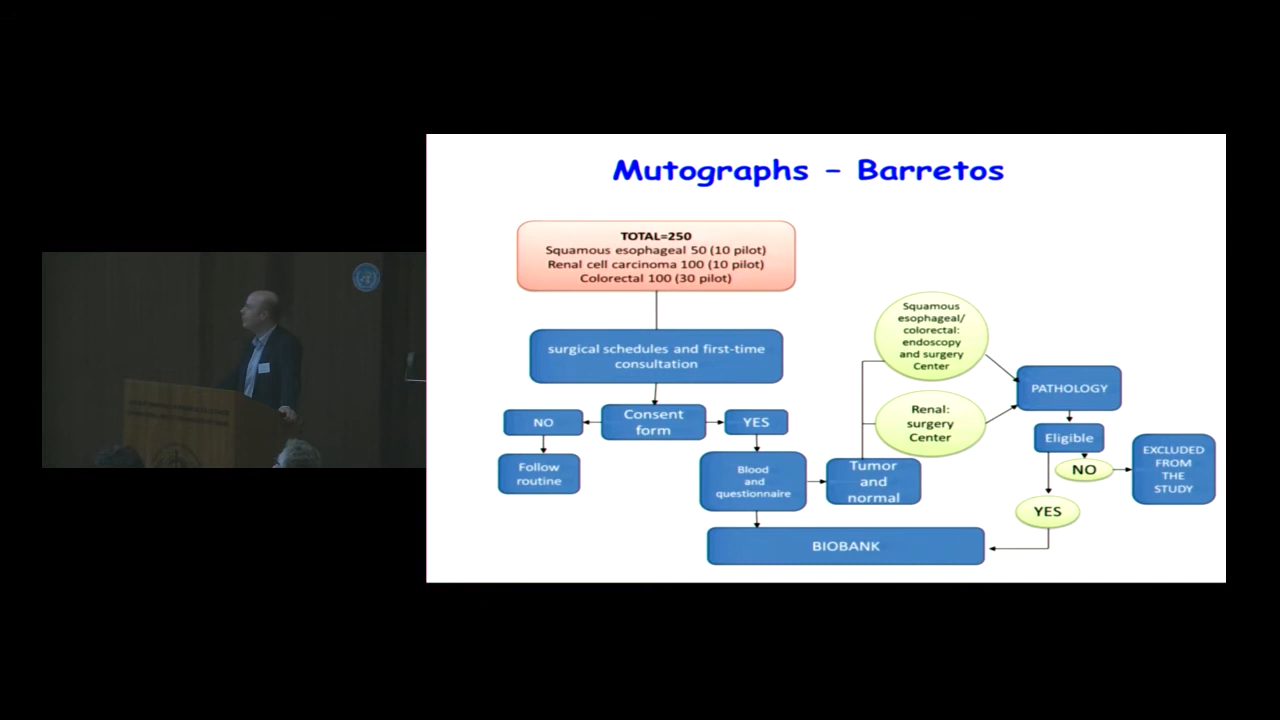 Mutographs – Barretos
TOTAL=250
Squamous esophageal 50 (10 pilot)
Renal cell carcinoma 100 (10 pilot)
Colorectal 100 (30 pilot)
surgical schedules and first-time
consultation
NO
Consent
form
YES
Follow
routine
Blood
and
questionnaire
Tumor
and
normal
BIOBANK
Squamous
esophageal/
colorectal:
endoscopy
and surgery
Center
Renal:
surgery
Center
PATHOLOGY
Eligible
NO
EXCLUDED
FROM
THE
STUDY
YES